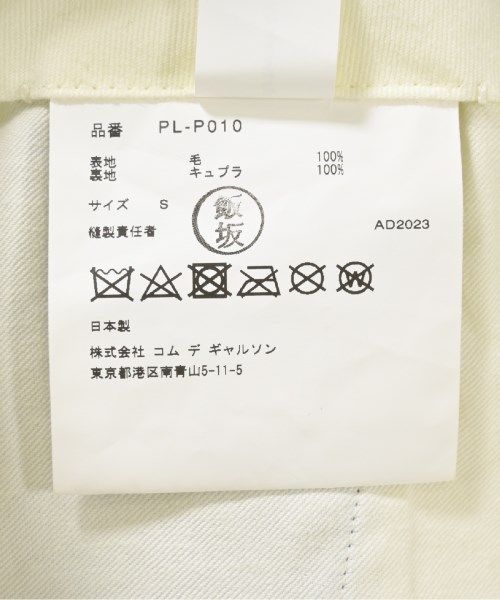 品番 PL-P010
表地 毛 100%
裏地 キュプラ 100%
サイズ S
縫製責任者 飯坂
AD2023
W
日本製
株式会社 コム デ ギャルソン
東京都港区南青山5-11-5